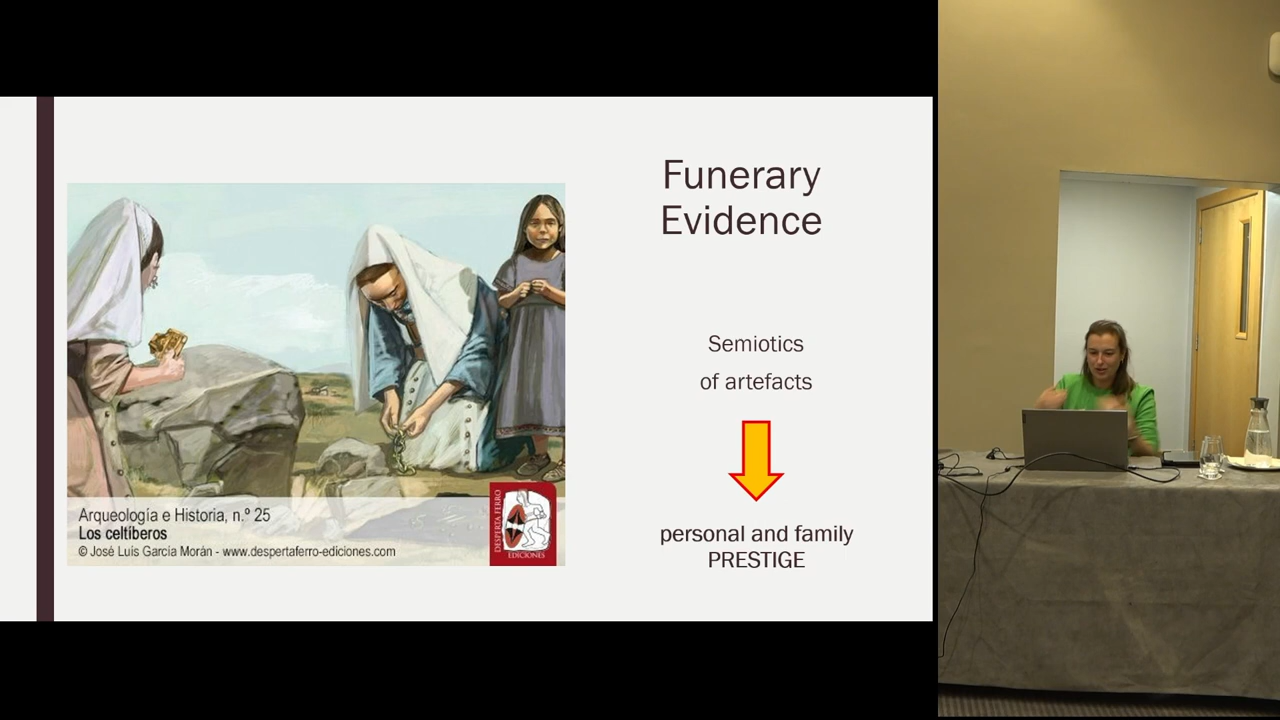 Funerary
Evidence
Semiotics
of artefacts
personal and family
PRESTIGE
Arqueología e Historia, n.º 25
Los celtíberos
© José Luis García Morán - www.despertaferro-ediciones.com
DESPERTA FERRO
EDICIONES